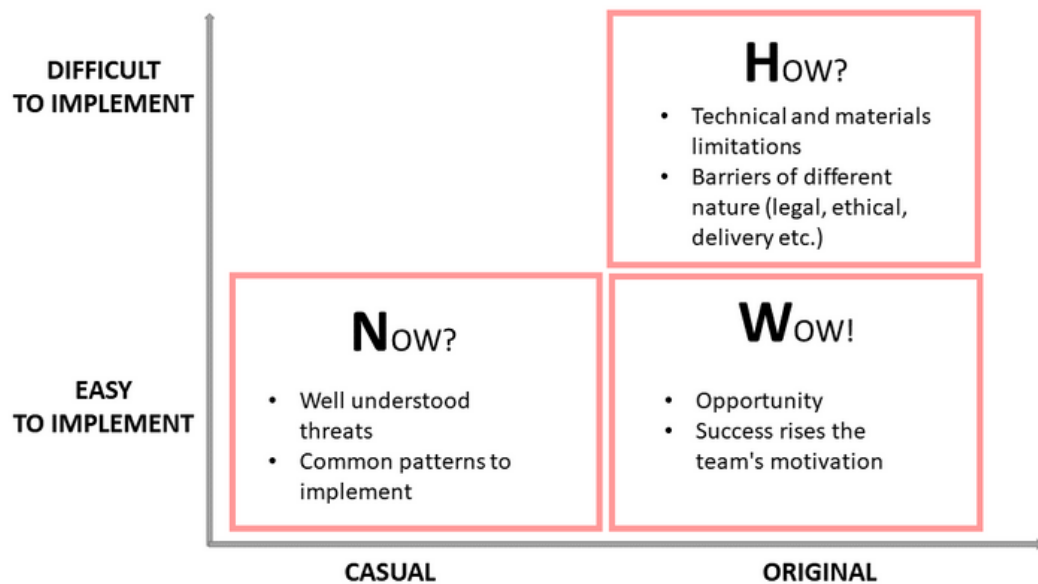 DIFFICULT
TO IMPLEMENT
HOW?
• Technical and materials
limitations
• Barriers of different
nature (legal, ethical,
delivery etc.)
EASY
TO IMPLEMENT
NOW?
• Well understood
threats
• Common patterns to
implement
WOW!
• Opportunity
• Success rises the
team's motivation
CASUAL
ORIGINAL